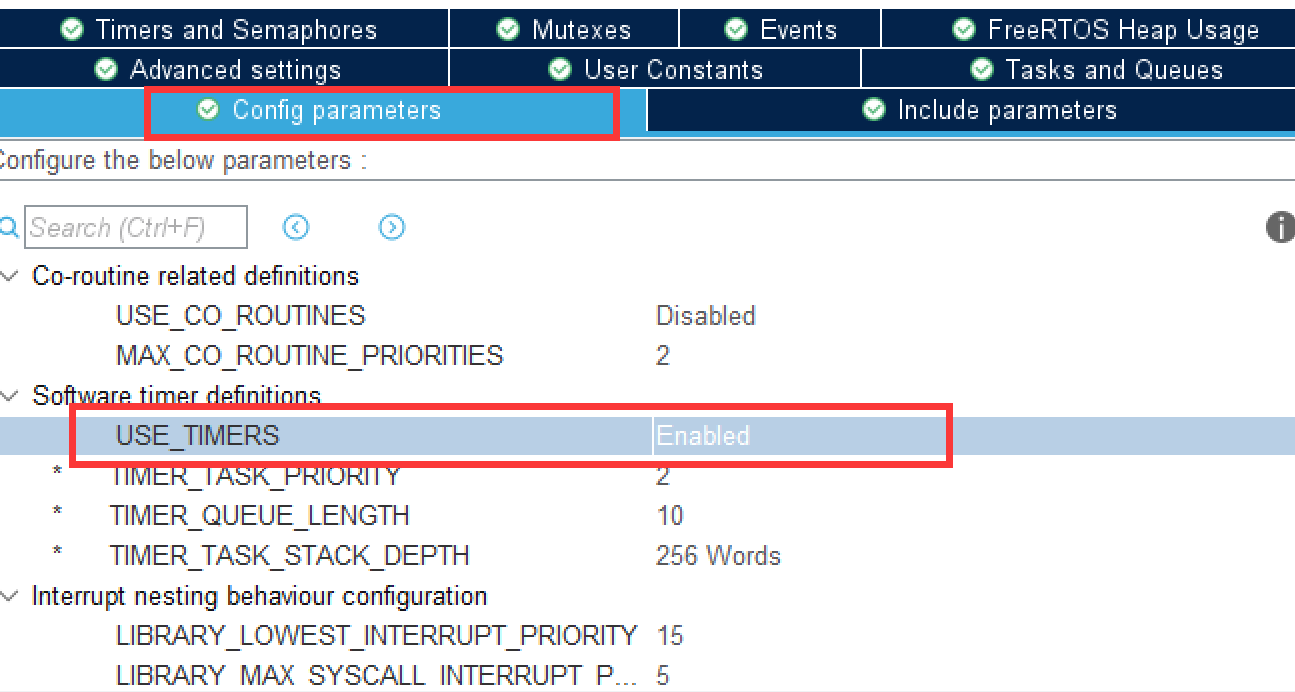 Timers and Semaphores Mutexes Events FreeRTOS Heap Usage
Advanced settings User Constants Tasks and Queues
Config parameters Include parameters
Configure the below parameters :
Search (Ctrl+F)
Co-routine related definitions
USE_CO_ROUTINES Disabled
MAX_CO_ROUTINE_PRIORITIES 2
Software timer definitions
USE_TIMERS Enabled
* TIMER_TASK_PRIORITY 2
* TIMER_QUEUE_LENGTH 10
* TIMER_TASK_STACK_DEPTH 256 Words
Interrupt nesting behaviour configuration
LIBRARY_LOWEST_INTERRUPT_PRIORITY 15
LIBRARY_MAX_SYSCALL_INTERRUPT_P... 5